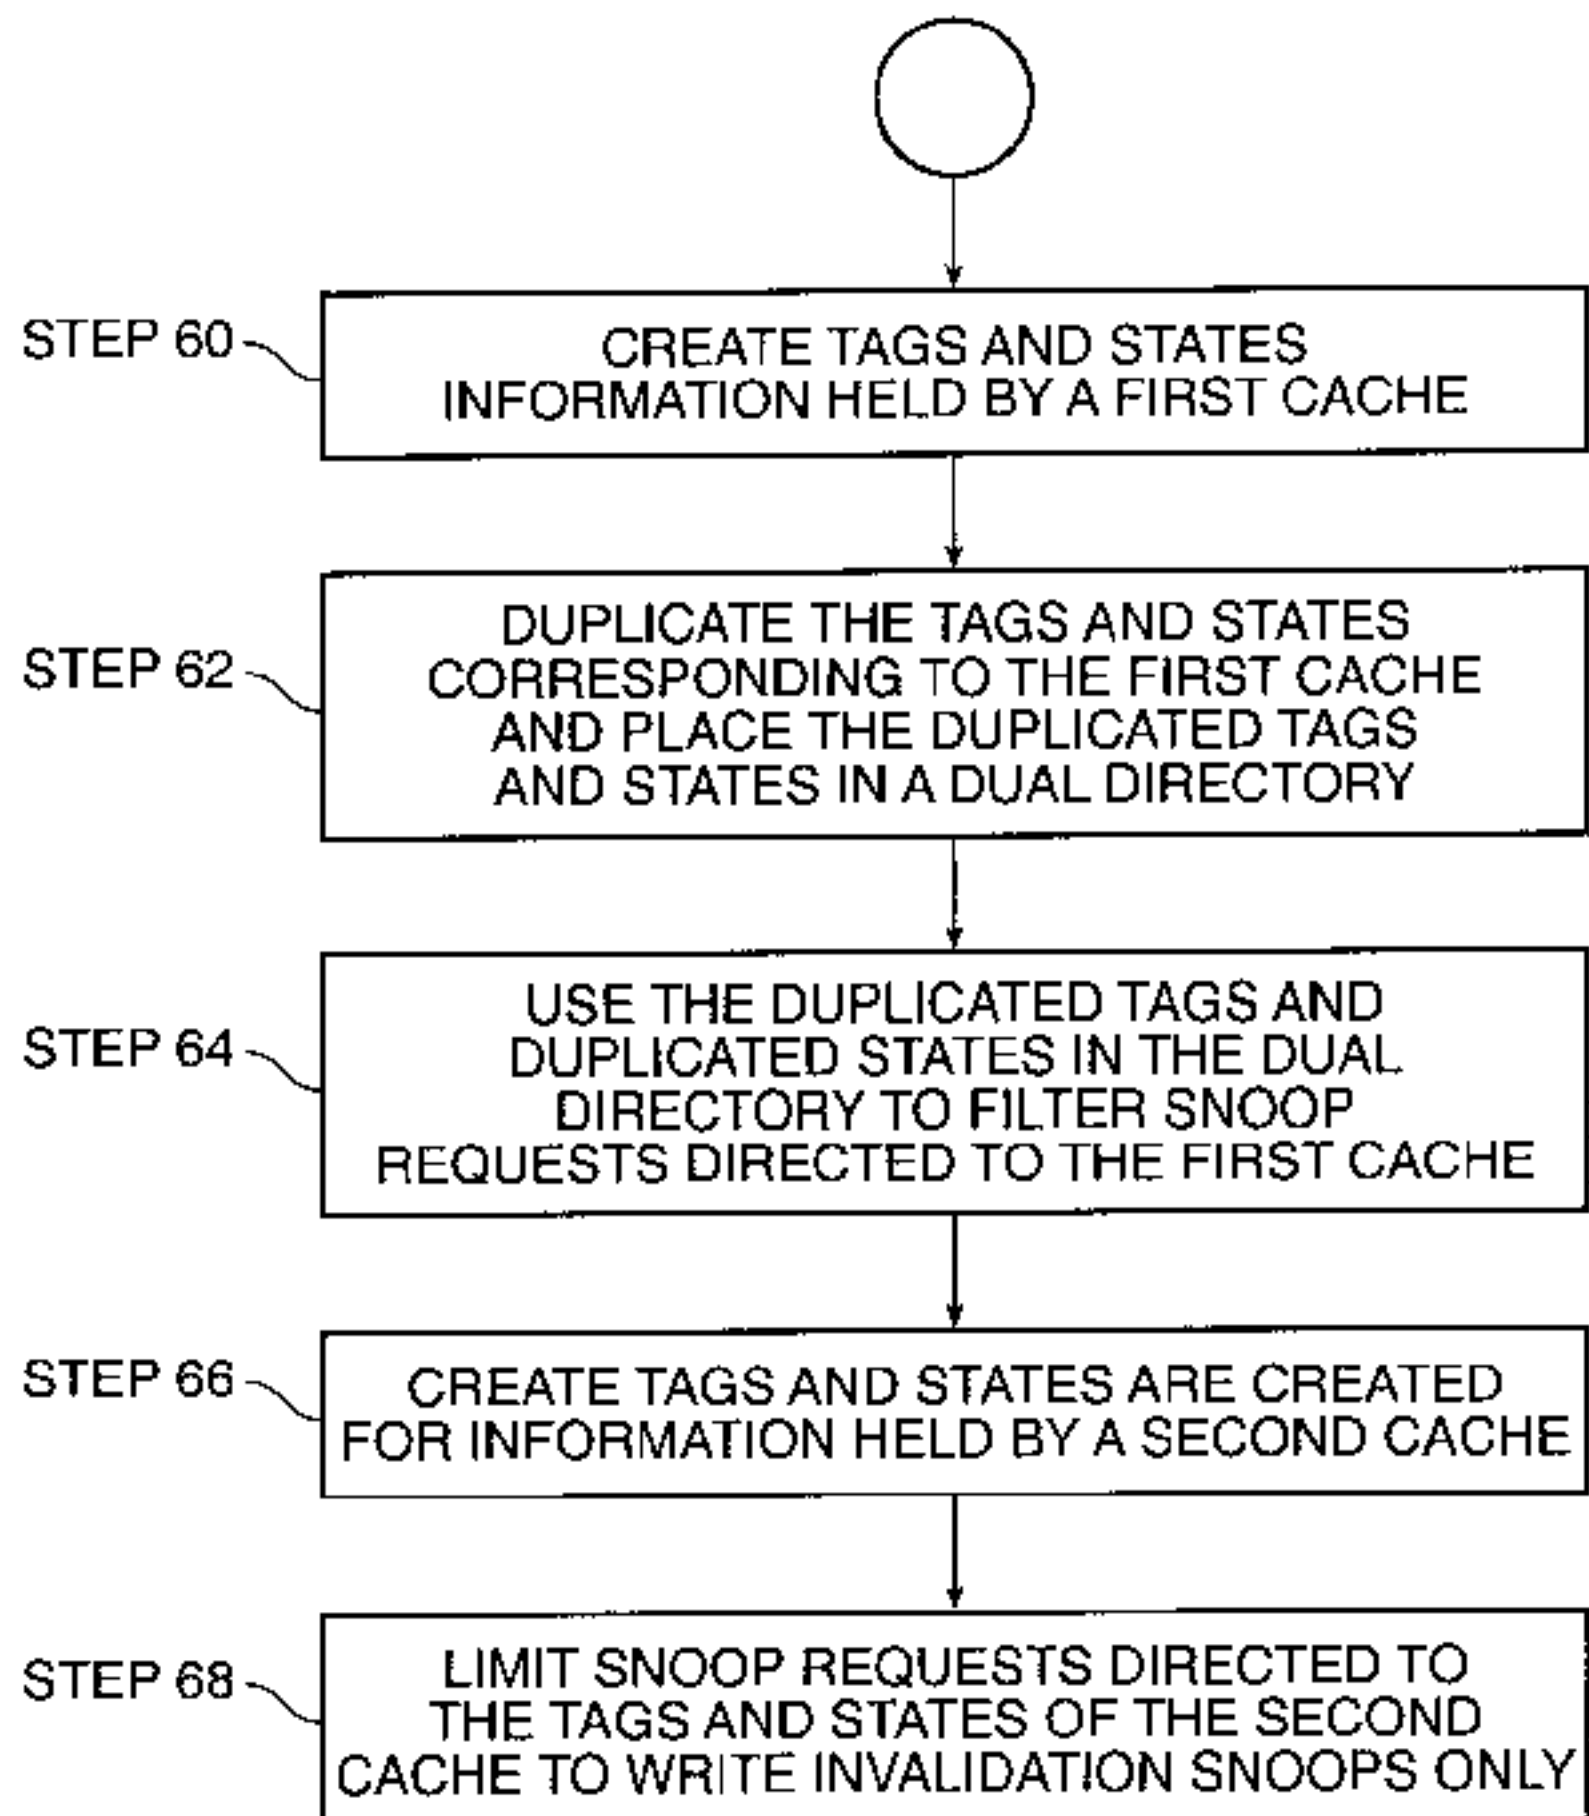 STEP 60
CREATE TAGS AND STATES
INFORMATION HELD BY A FIRST CACHE
STEP 62
DUPLICATE THE TAGS AND STATES
CORRESPONDING TO THE FIRST CACHE
AND PLACE THE DUPLICATED TAGS
AND STATES IN A DUAL DIRECTORY
STEP 64
USE THE DUPLICATED TAGS AND
DUPLICATED STATES IN THE DUAL
DIRECTORY TO FILTER SNOOP
REQUESTS DIRECTED TO THE FIRST CACHE
STEP 66
CREATE TAGS AND STATES ARE CREATED
FOR INFORMATION HELD BY A SECOND CACHE
STEP 68
LIMIT SNOOP REQUESTS DIRECTED TO
THE TAGS AND STATES OF THE SECOND
CACHE TO WRITE INVALIDATION SNOOPS ONLY